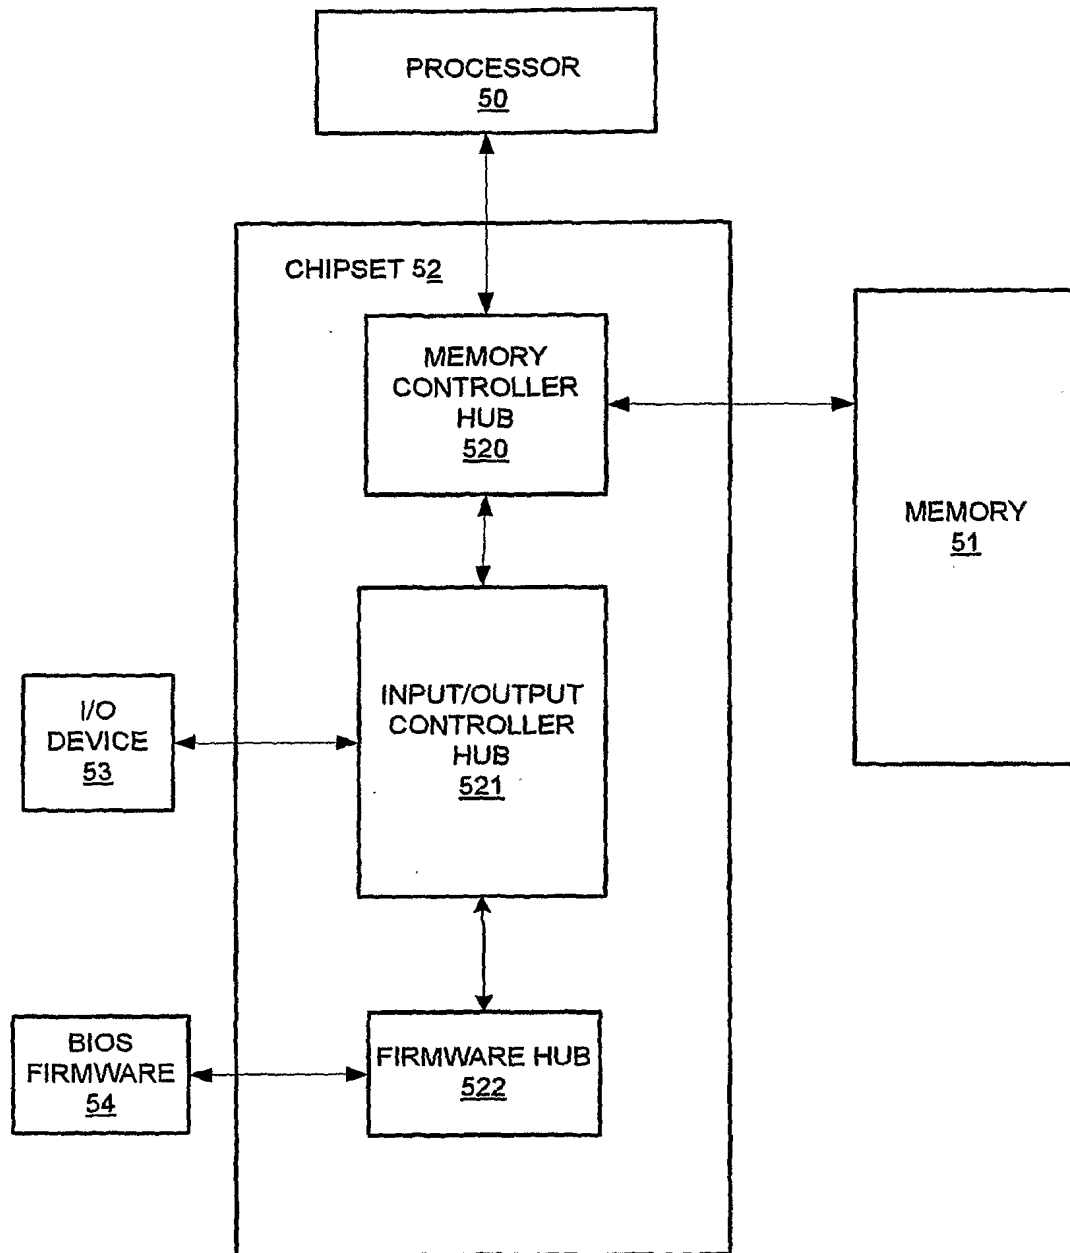 PROCESSOR
50
CHIPSET 52
MEMORY
CONTROLLER
HUB
520
MEMORY
51
INPUT/OUTPUT
CONTROLLER
HUB
521
I/O
DEVICE
53
BIOS
FIRMWARE
54
FIRMWARE HUB
522